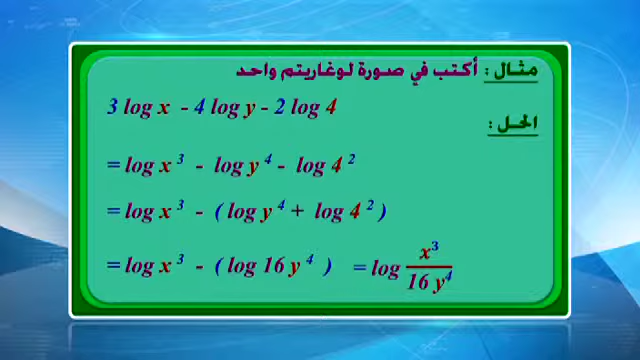 مثال : أكتب في صورة لوغاريتم واحد
3 log x - 4 log y - 2 log 4
الحل :
= log x ³ - log y ⁴ - log 4 ²
= log x ³ - ( log y ⁴ + log 4 ² )
= log x ³ - ( log 16 y ⁴ ) = log x³ / 16 y⁴